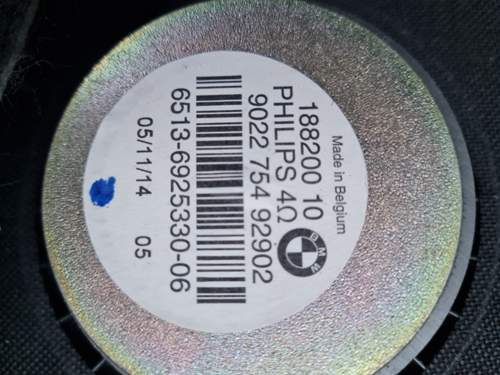 Made in Belgium
188200 10
PHILIPS 4Ω
BMW
9022 754 92902
6513-6925330-06
05/11/14 05